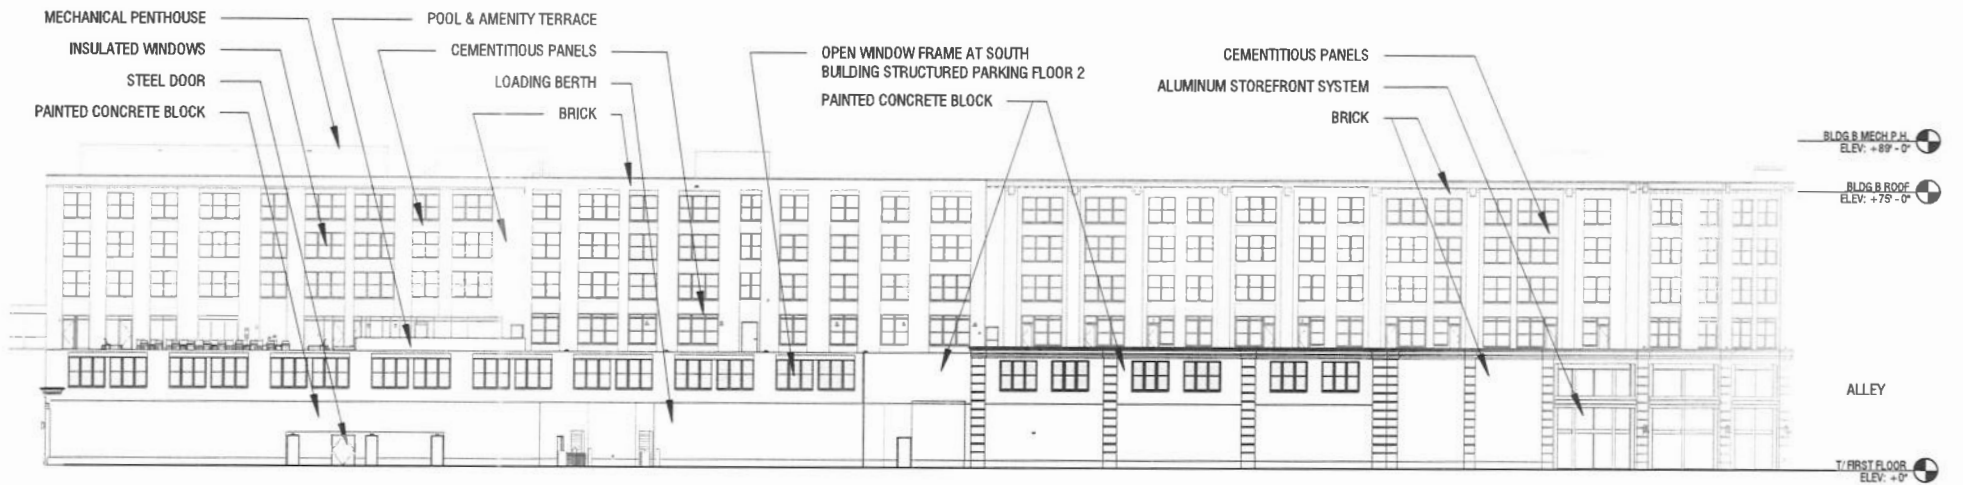 MECHANICAL PENTHOUSE
INSULATED WINDOWS
STEEL DOOR
PAINTED CONCRETE BLOCK
POOL & AMENITY TERRACE
CEMENTITIOUS PANELS
LOADING BERTH
BRICK
OPEN WINDOW FRAME AT SOUTH
BUILDING STRUCTURED PARKING FLOOR 2
PAINTED CONCRETE BLOCK
CEMENTITIOUS PANELS
ALUMINUM STOREFRONT SYSTEM
BRICK
BLDG B MECH P.H.
ELEV: +89' - 0"
BLDG B ROOF
ELEV: +75' - 0"
ALLEY
T/ FIRST FLOOR
ELEV: +0"